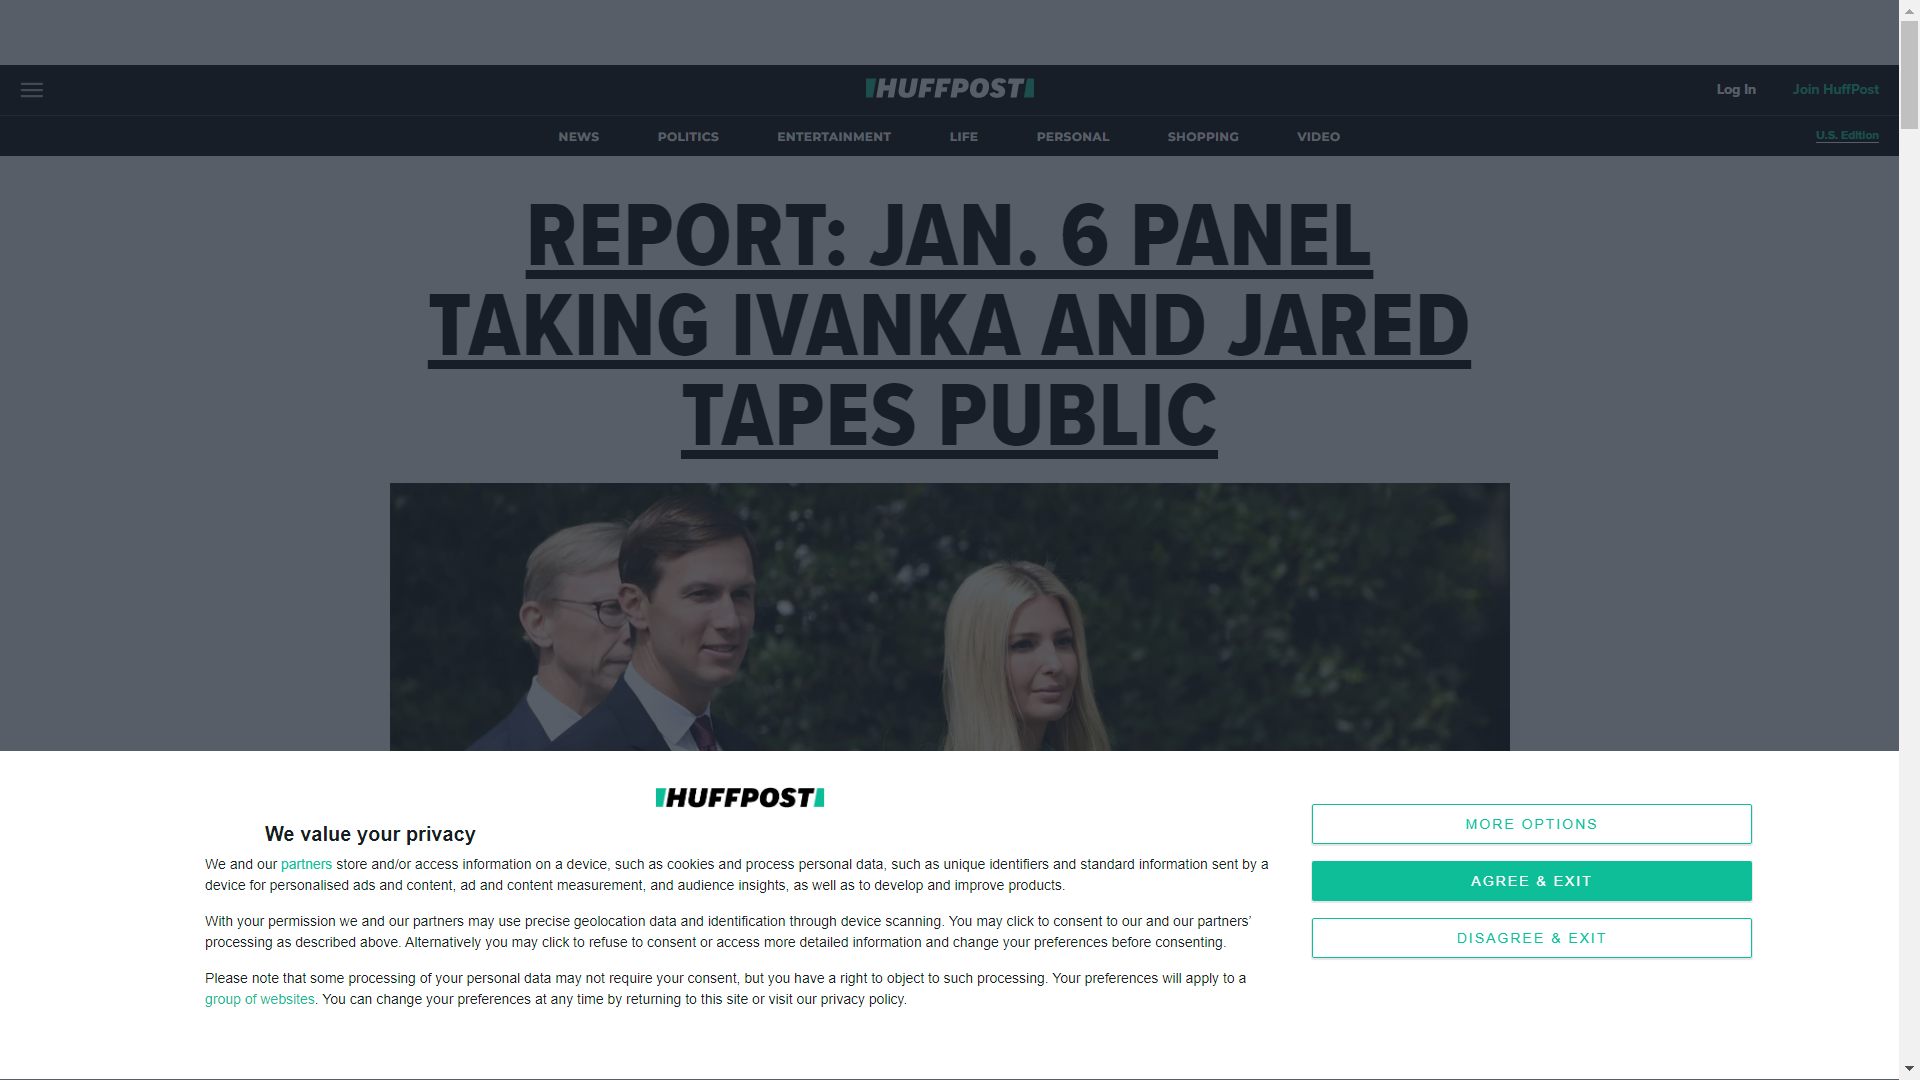 HUFFPOST
Log In
Join HuffPost
NEWS POLITICS ENTERTAINMENT LIFE PERSONAL SHOPPING VIDEO
U.S. Edition
REPORT: JAN. 6 PANEL
TAKING IVANKA AND JARED
TAPES PUBLIC
HUFFPOST
We value your privacy
We and our partners store and/or access information on a device, such as cookies and process personal data, such as unique identifiers and standard information sent by a
device for personalised ads and content, ad and content measurement, and audience insights, as well as to develop and improve products.
With your permission we and our partners may use precise geolocation data and identification through device scanning. You may click to consent to our and our partners’
processing as described above. Alternatively you may click to refuse to consent or access more detailed information and change your preferences before consenting.
Please note that some processing of your personal data may not require your consent, but you have a right to object to such processing. Your preferences will apply to a
group of websites. You can change your preferences at any time by returning to this site or visit our privacy policy.
MORE OPTIONS
AGREE & EXIT
DISAGREE & EXIT